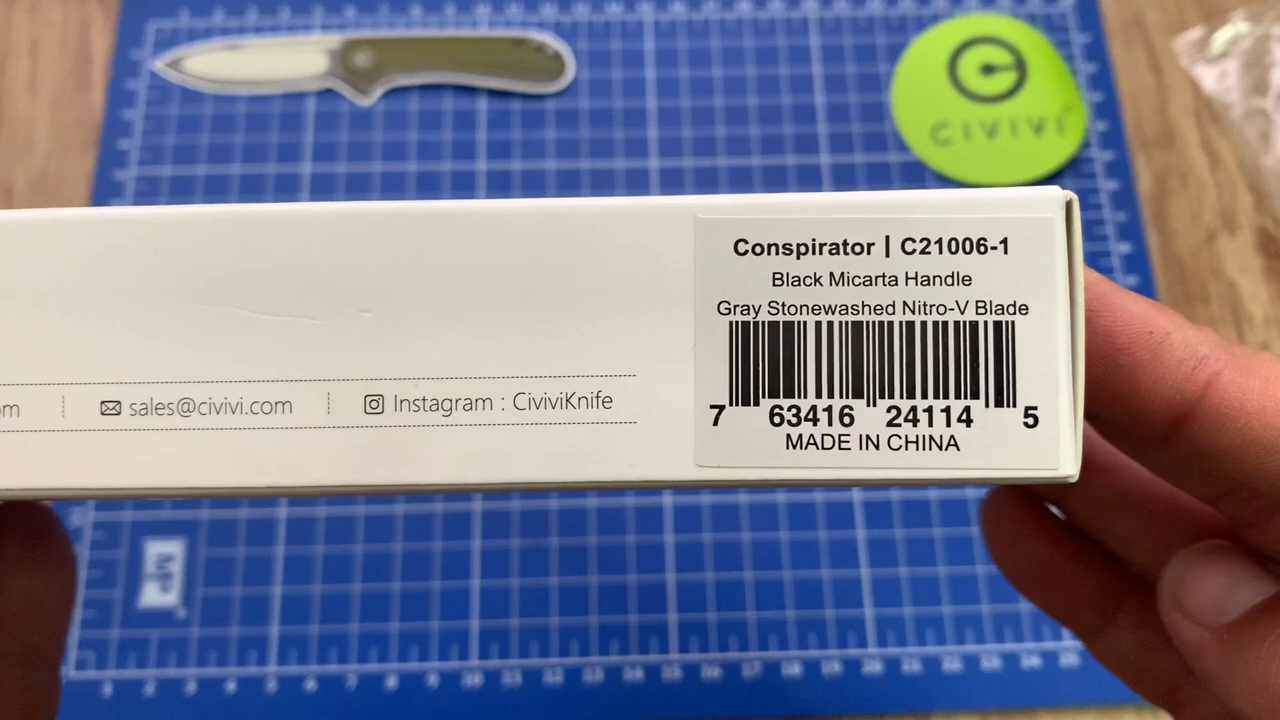 CIVIVI
Conspirator | C21006-1
Black Micarta Handle
Gray Stonewashed Nitro-V Blade
7 63416 24114 5
MADE IN CHINA
om
sales@civivi.com
Instagram : CiviviKnife